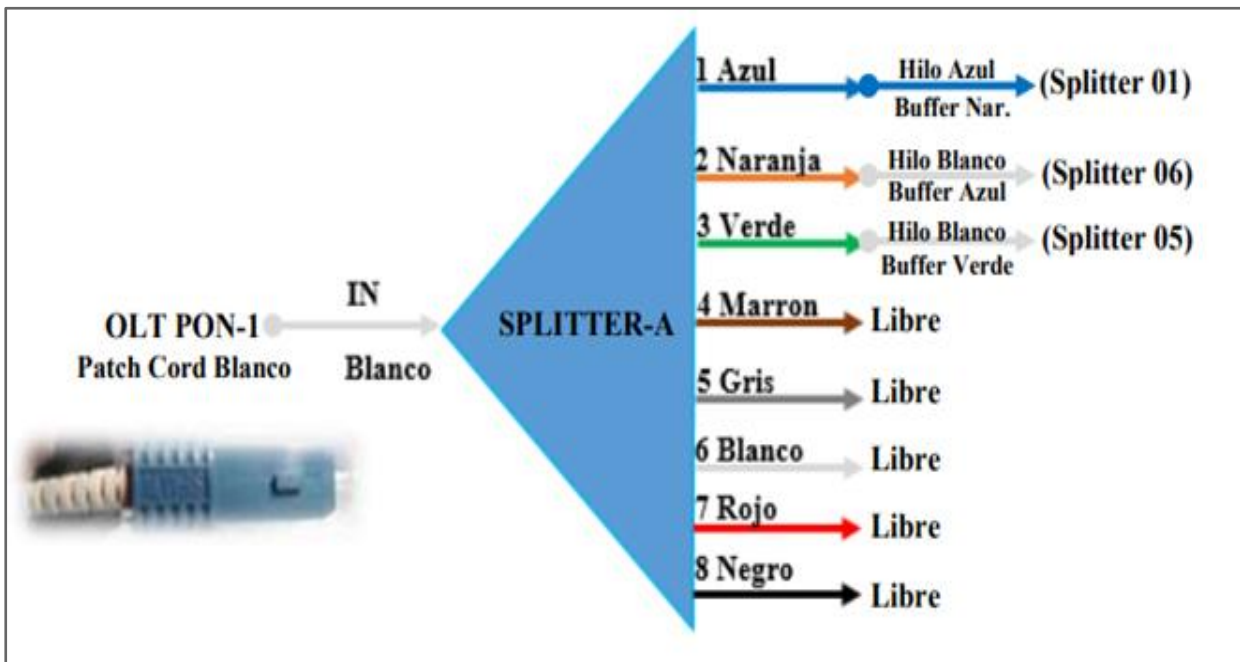 1 Azul
Hilo Azul
Buffer Nar.
(Splitter 01)
2 Naranja
Hilo Blanco
Buffer Azul
(Splitter 06)
3 Verde
Hilo Blanco
Buffer Verde
(Splitter 05)
OLT PON-1
Patch Cord Blanco
IN
Blanco
SPLITTER-A
4 Marron
Libre
5 Gris
Libre
6 Blanco
Libre
7 Rojo
Libre
8 Negro
Libre